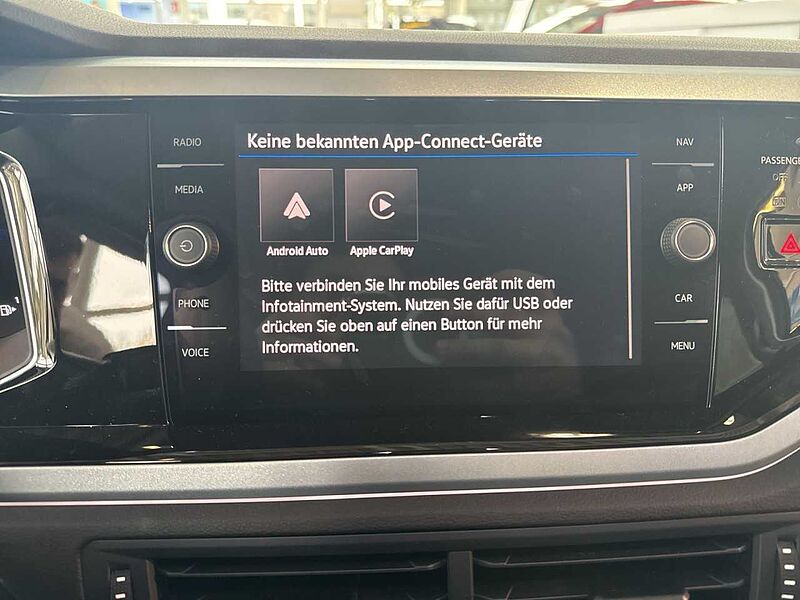 RADIO
MEDIA
PHONE
VOICE
Keine bekannten App-Connect-Geräte
Android Auto
Apple CarPlay
Bitte verbinden Sie Ihr mobiles Gerät mit dem
Infotainment-System. Nutzen Sie dafür USB oder
drücken Sie oben auf einen Button für mehr
Informationen.
NAV
APP
CAR
MENU
PASSENGE
OFF